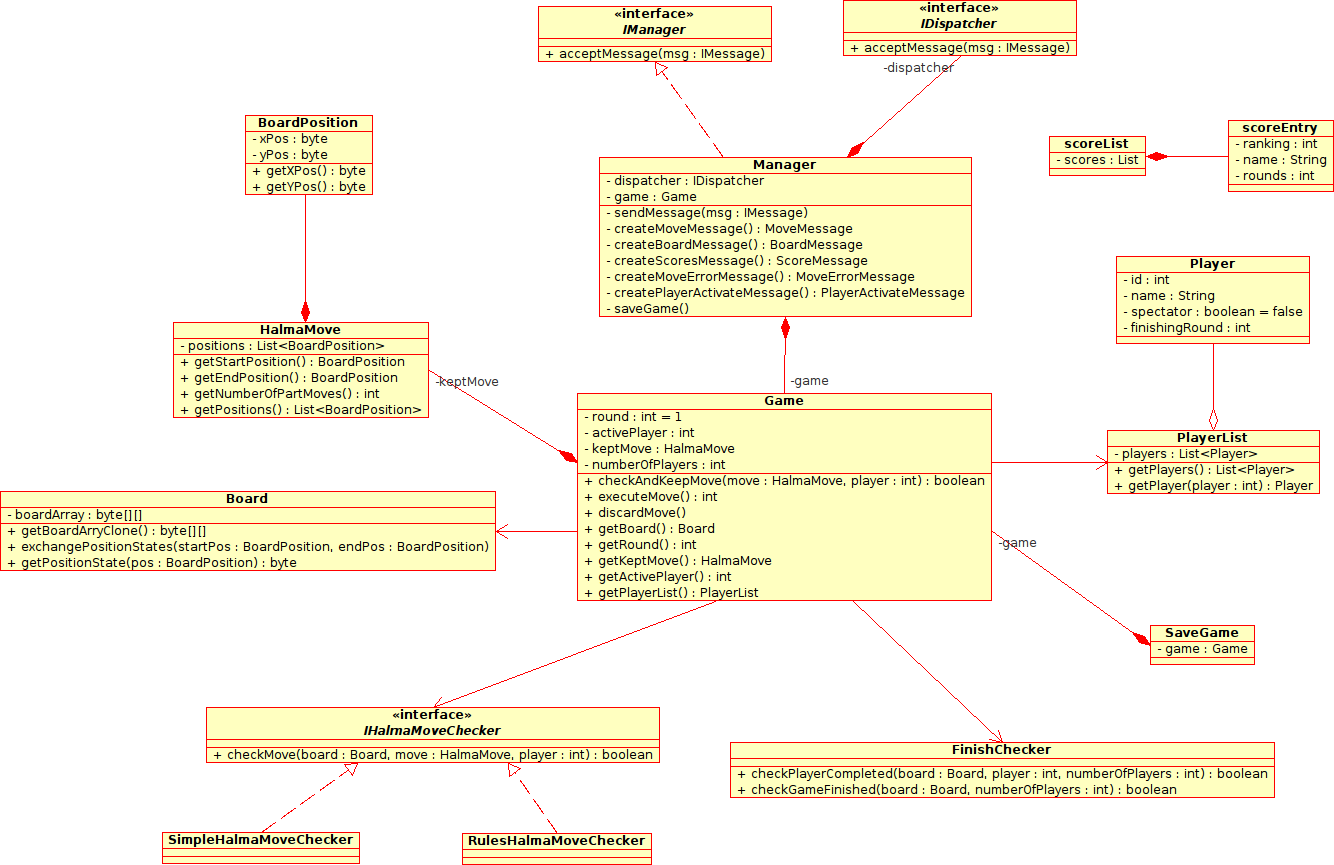 «interface»
IManager
+ acceptMessage(msg : IMessage)
«interface»
IDispatcher
+ acceptMessage(msg : IMessage)
-dispatcher
BoardPosition
- xPos : byte
- yPos : byte
+ getXPos() : byte
+ getYPos() : byte
scoreList
- scores : List
scoreEntry
- ranking : int
- name : String
- rounds : int
Manager
- dispatcher : IDispatcher
- game : Game
- sendMessage(msg : IMessage)
- createMoveMessage() : MoveMessage
- createBoardMessage() : BoardMessage
- createScoresMessage() : ScoreMessage
- createMoveErrorMessage() : MoveErrorMessage
- createPlayerActivateMessage() : PlayerActivateMessage
- saveGame()
Player
- id : int
- name : String
- spectator : boolean = false
- finishingRound : int
HalmaMove
- positions : List<BoardPosition>
+ getStartPosition() : BoardPosition
+ getEndPosition() : BoardPosition
+ getNumberOfPartMoves() : int
+ getPositions() : List<BoardPosition>
-keptMove
-game
Game
- round : int = 1
- activePlayer : int
- keptMove : HalmaMove
- numberOfPlayers : int
+ checkAndKeepMove(move : HalmaMove, player : int) : boolean
+ executeMove() : int
+ discardMove()
+ getBoard() : Board
+ getRound() : int
+ getKeptMove() : HalmaMove
+ getActivePlayer() : int
+ getPlayerList() : PlayerList
PlayerList
- players : List<Player>
+ getPlayers() : List<Player>
+ getPlayer(player : int) : Player
Board
- boardArray : byte[][]
+ getBoardArryClone() : byte[][]
+ exchangePositionStates(startPos : BoardPosition, endPos : BoardPosition)
+ getPositionState(pos : BoardPosition) : byte
-game
SaveGame
- game : Game
«interface»
IHalmaMoveChecker
+ checkMove(board : Board, move : HalmaMove, player : int) : boolean
FinishChecker
+ checkPlayerCompleted(board : Board, player : int, numberOfPlayers : int) : boolean
+ checkGameFinished(board : Board, numberOfPlayers : int) : boolean
SimpleHalmaMoveChecker
RulesHalmaMoveChecker